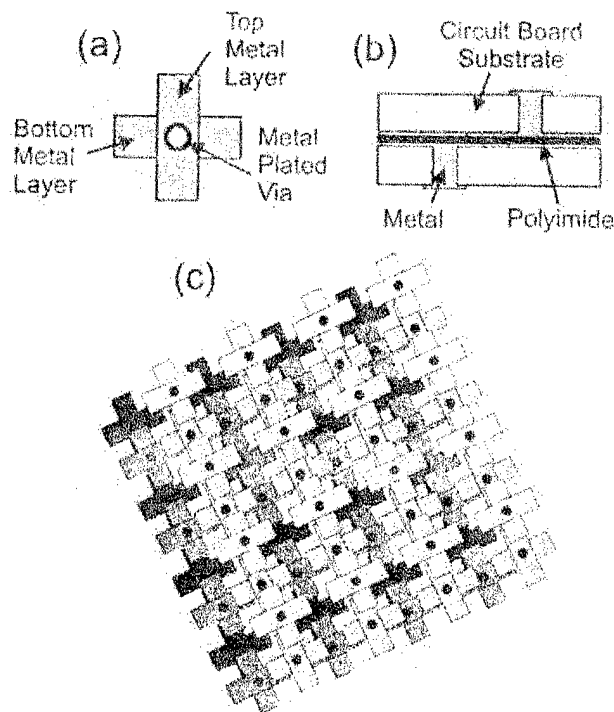 (a)
Top
Metal
Layer
Bottom
Metal
Layer
Metal
Plated
Via
(b)
Circuit Board
Substrate
Metal
Polyimide
(c)